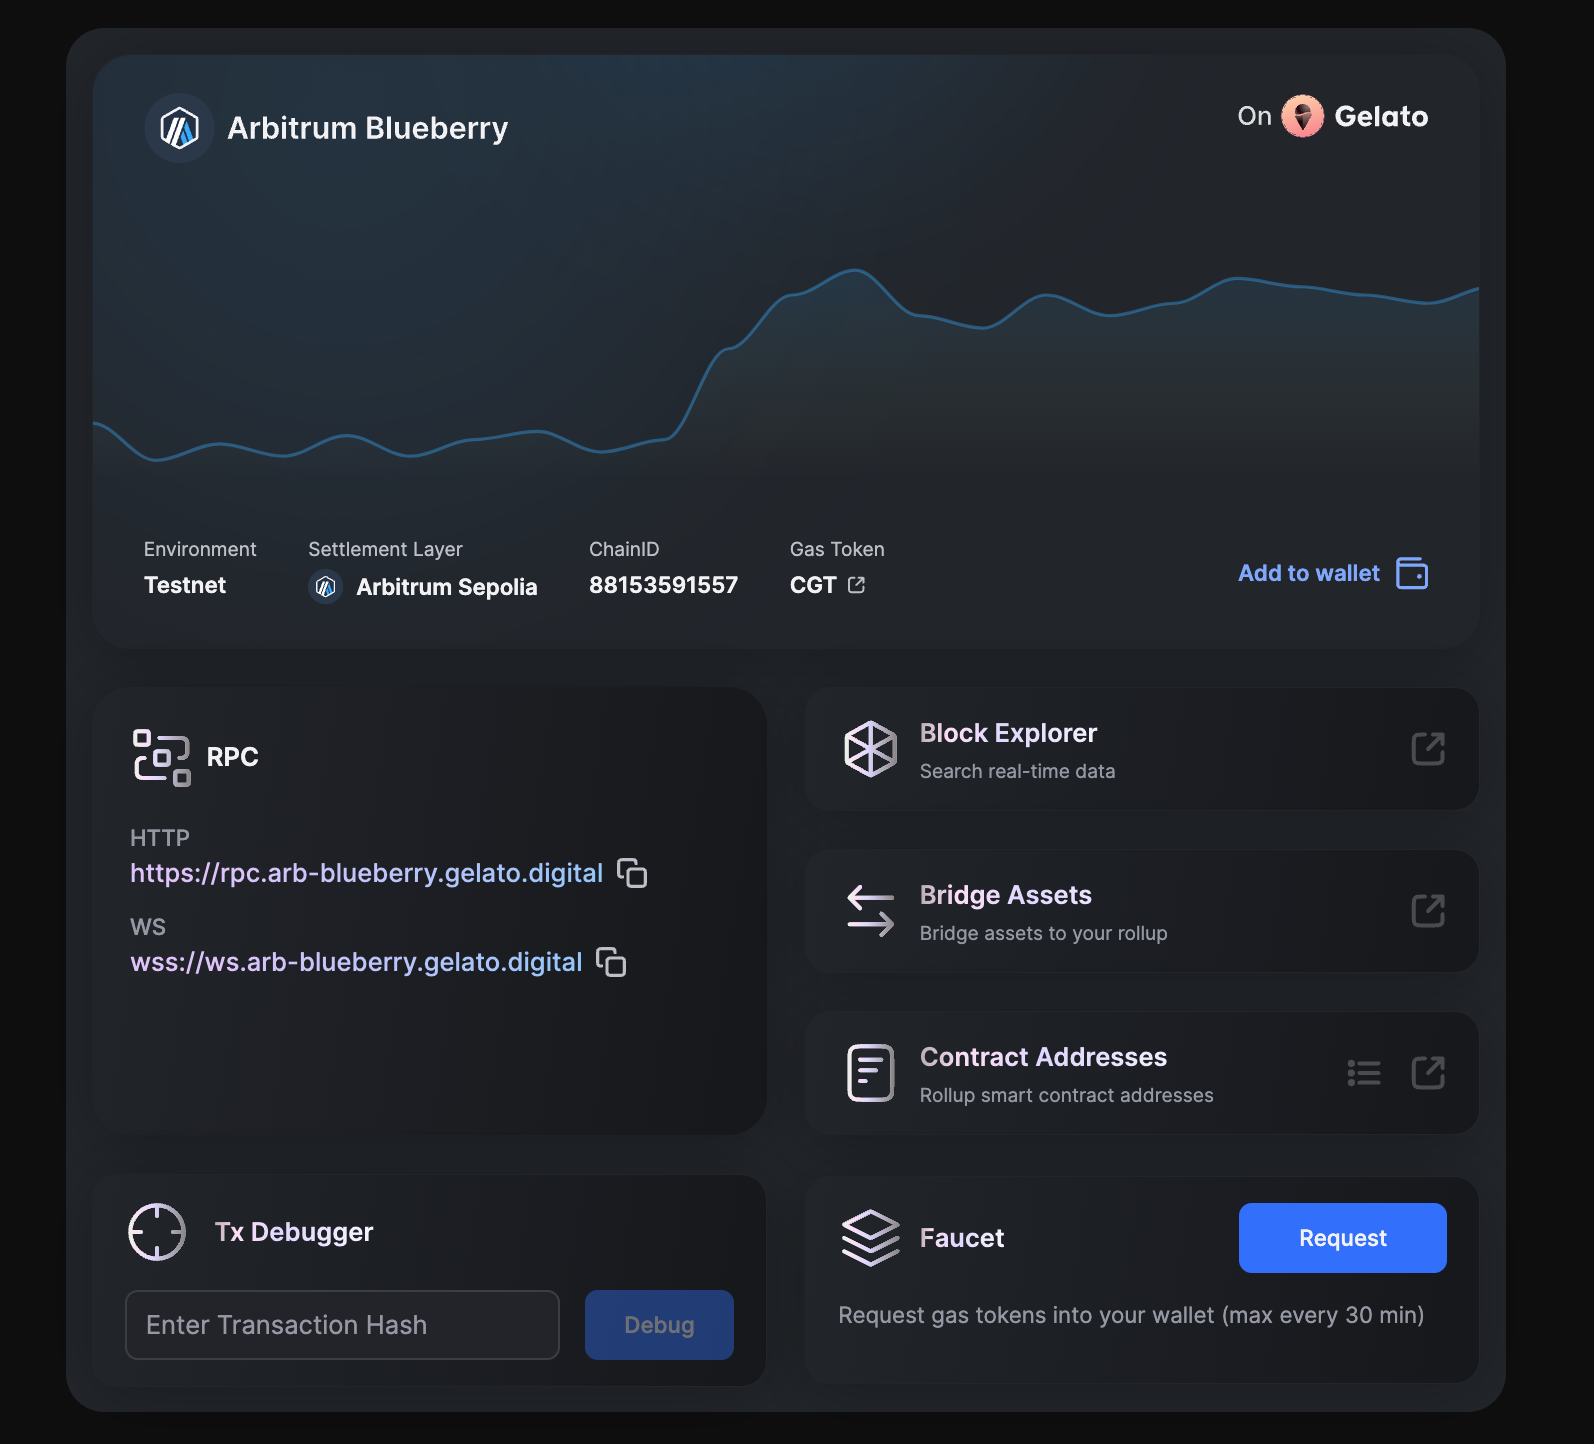 Arbitrum Blueberry
On Gelato
Environment
Testnet
Settlement Layer
Arbitrum Sepolia
ChainID
88153591557
Gas Token
CGT
Add to wallet
RPC
HTTP
https://rpc.arb-blueberry.gelato.digital
WS
wss://ws.arb-blueberry.gelato.digital
Block Explorer
Search real-time data
Bridge Assets
Bridge assets to your rollup
Contract Addresses
Rollup smart contract addresses
Tx Debugger
Enter Transaction Hash
Debug
Faucet
Request
Request gas tokens into your wallet (max every 30 min)